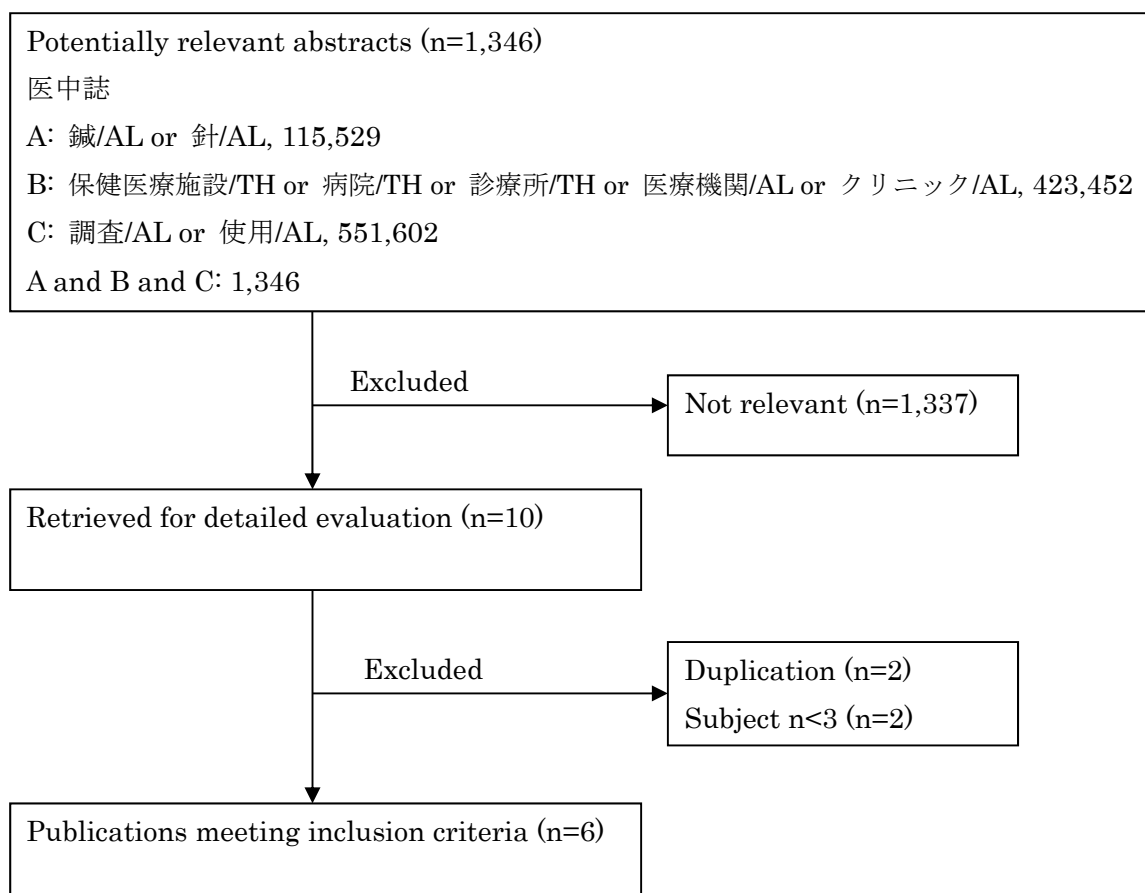 Potentially relevant abstracts (n=1,346)
医中誌
A: 鍼/AL or 針/AL, 115,529
B: 保健医療施設/TH or 病院/TH or 診療所/TH or 医療機関/AL or クリニック/AL, 423,452
C: 調査/AL or 使用/AL, 551,602
A and B and C: 1,346
Excluded
Not relevant (n=1,337)
Retrieved for detailed evaluation (n=10)
Excluded
Duplication (n=2)
Subject n<3 (n=2)
Publications meeting inclusion criteria (n=6)